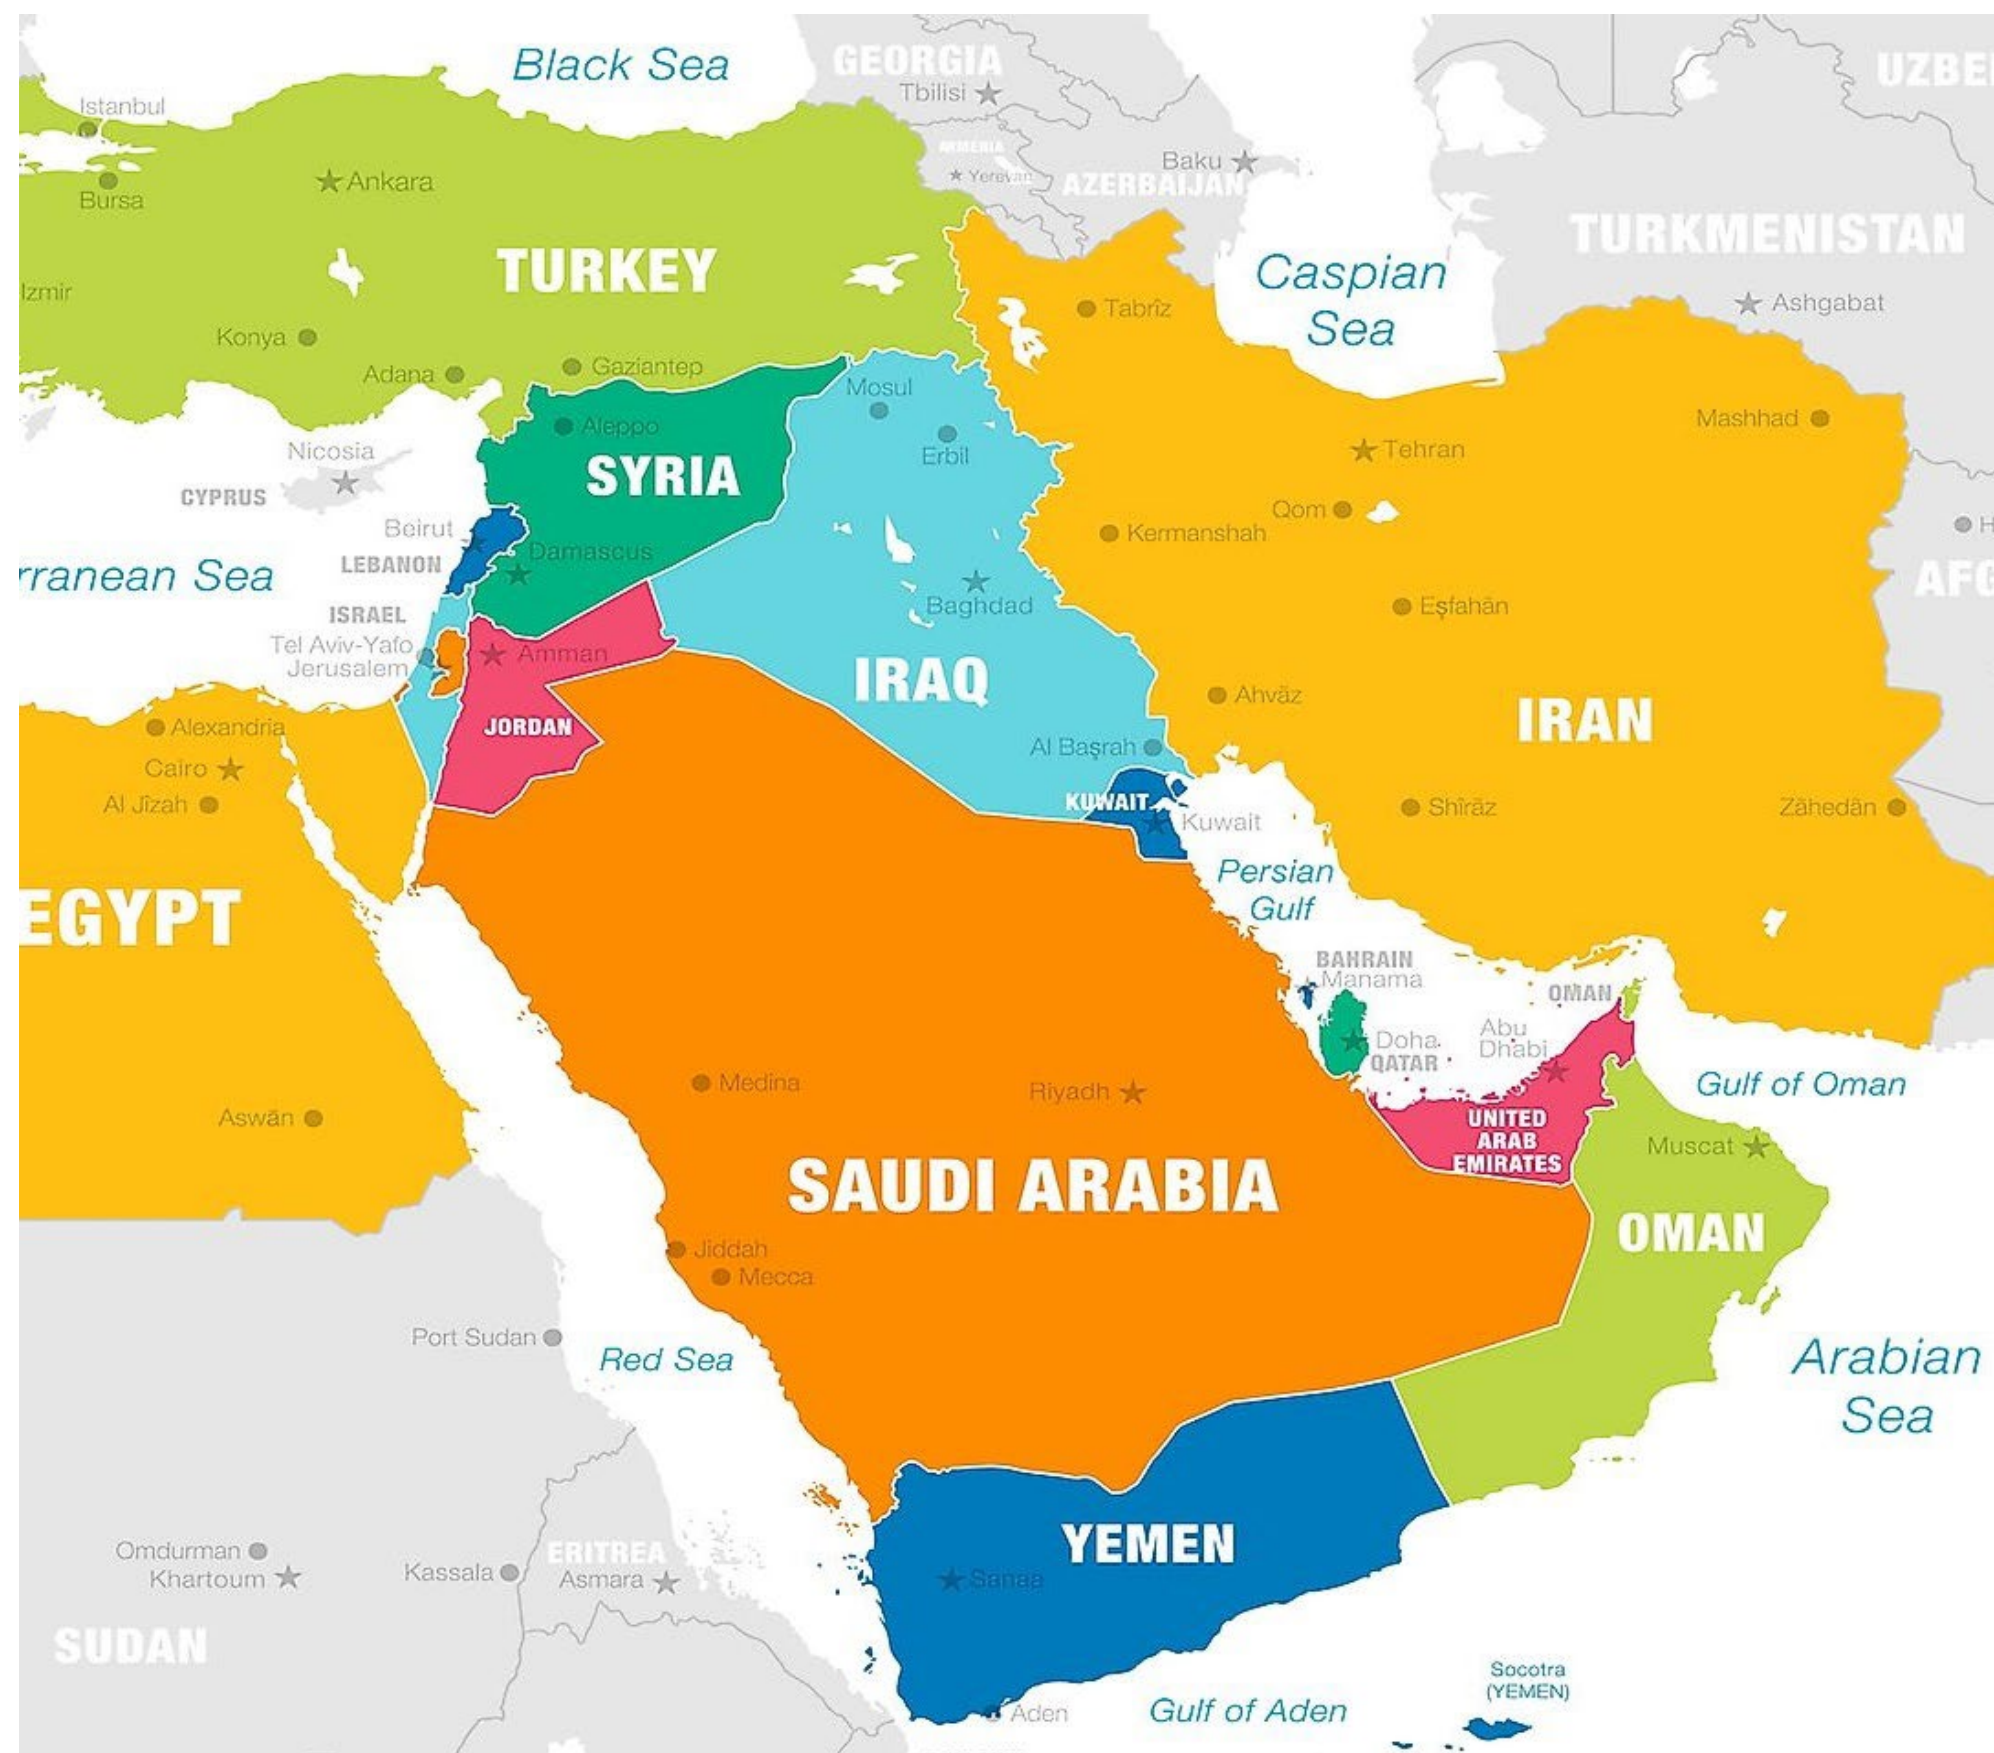 Black Sea
GEORGIA
Tbilisi
UZBE
Istanbul
ARMENIA
Yerevan
Baku
AZERBAIJAN
Ankara
Bursa
TURKMENISTAN
TURKEY
Caspian
Sea
Izmir
Tabrīz
Ashgabat
Konya
Adana
Gaziantep
Mosul
Aleppo
Mashhad
Nicosia
Erbil
Tehran
SYRIA
CYPRUS
Qom
Beirut
Kermanshah
H
Damascus
LEBANON
rranean Sea
AFG
Baghdad
Eşfahān
ISRAEL
Tel Aviv-Yafo
Jerusalem
Amman
IRAQ
Ahväz
IRAN
JORDAN
Alexandria
Al Başrah
Cairo
Al Jīzah
KUWAIT
Kuwait
Shīrāz
Zāhedān
Persian
Gulf
EGYPT
BAHRAIN
Manama
OMAN
Abu
Dhabi
Doha
QATAR
Medina
Riyadh
Gulf of Oman
Aswān
UNITED
ARAB
EMIRATES
Muscat
SAUDI ARABIA
OMAN
Jiddah
Mecca
Port Sudan
Red Sea
Arabian
Sea
Omdurman
Khartoum
Kassala
ERITREA
Asmara
YEMEN
Sanaa
SUDAN
Socotra
(YEMEN)
Aden
Gulf of Aden